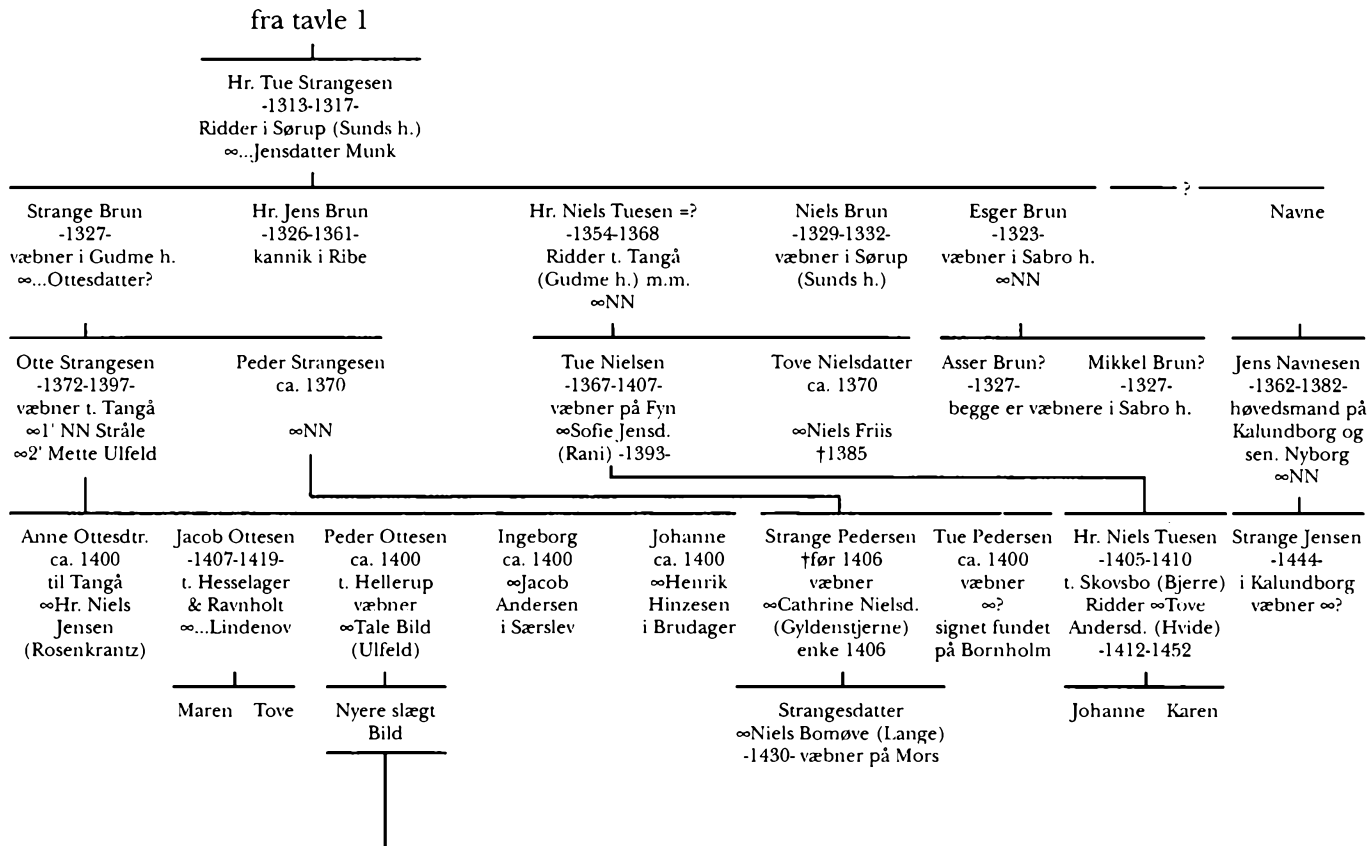 fra tavle 1
Hr. Tue Strangesen
-1313-1317-
Ridder i Sørup (Sunds h.)
∞...Jensdatter Munk
?
Strange Brun
-1327-
væbner i Gudme h.
∞...Ottesdatter?
Hr. Jens Brun
-1326-1361-
kannik i Ribe
Hr. Niels Tuesen =?
-1354-1368
Ridder t. Tangå
(Gudme h.) m.m.
∞NN
Niels Brun
-1329-1332-
væbner i Sørup
(Sunds h.)
Esger Brun
-1323-
væbner i Sabro h.
∞NN
Navne
Otte Strangesen
-1372-1397-
væbner t. Tangå
∞1' NN Stråle
∞2' Mette Ulfeld
Peder Strangesen
ca. 1370
∞NN
Tue Nielsen
-1367-1407-
væbner på Fyn
∞Sofie Jensd.
(Rani) -1393-
Tove Nielsdatter
ca. 1370
∞Niels Friis
†1385
Asser Brun?
-1327-
Mikkel Brun?
-1327-
begge er væbnere i Sabro h.
Jens Navnesen
-1362-1382-
høvedsmand på
Kalundborg og
sen. Nyborg
∞NN
Anne Ottesdtr.
ca. 1400
til Tangå
∞Hr. Niels
Jensen
(Rosenkrantz)
Jacob Ottesen
-1407-1419-
t. Hesselager
& Ravnholt
∞...Lindenov
Peder Ottesen
ca. 1400
t. Hellerup
væbner
∞Tale Bild
(Ulfeld)
Ingeborg
ca. 1400
∞Jacob
Andersen
i Særslev
Johanne
ca. 1400
∞Henrik
Hinzesen
i Brudager
Strange Pedersen
†før 1406
væbner
∞Cathrine Nielsd.
(Gyldenstjerne)
enke 1406
Tue Pedersen
ca. 1400
væbner
∞?
signet fundet
på Bornholm
Hr. Niels Tuesen
-1405-1410
t. Skovsbo (Bjerre)
Ridder ∞Tove
Andersd. (Hvide)
-1412-1452
Strange Jensen
-1444-
i Kalundborg
væbner ∞?
Maren Tove
Nyere slægt
Bild
Strangesdatter
∞Niels Bomøve (Lange)
-1430- væbner på Mors
Johanne Karen